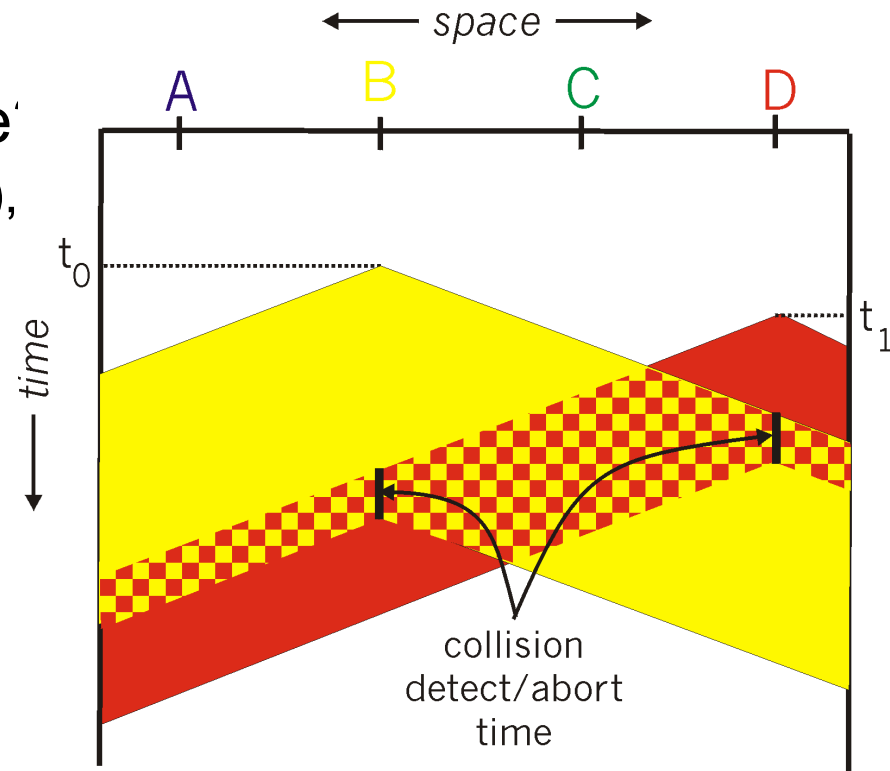 space
A B C D
e
),
t0
t1
time
collision
detect/abort
time